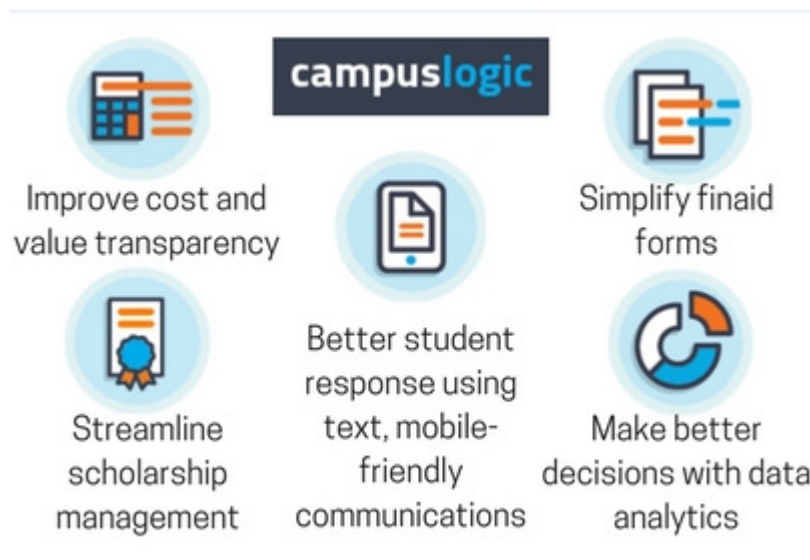 campuslogic
Improve cost and
value transparency
Simplify finaid
forms
Streamline
scholarship
management
Better student
response using
text, mobile-
friendly
communications
Make better
decisions with data
analytics